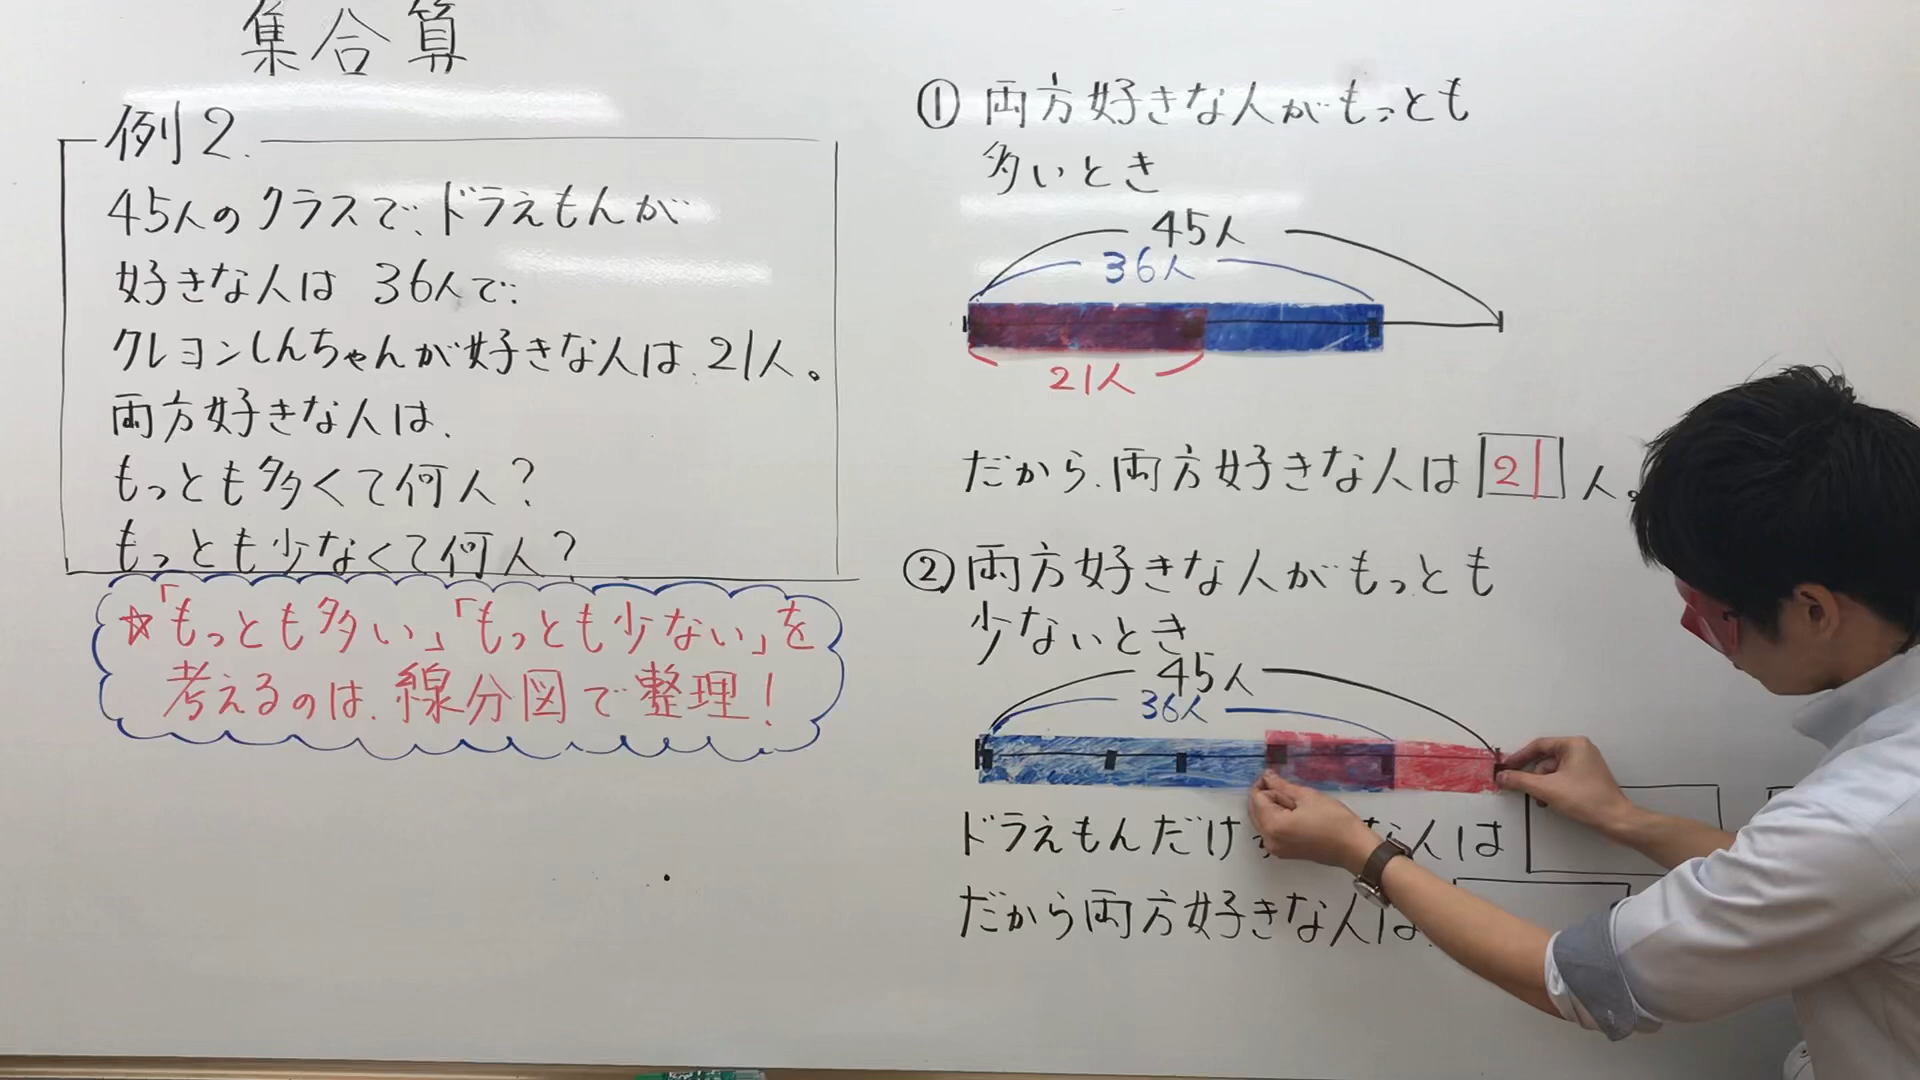 集合算
例2.
45人のクラスで、ドラえもんが
好きな人は 36人で、
クレヨンしんちゃんが好きな人は、21人。
両方好きな人は、
もっとも多くて何人?
もっとも少なくて何人?
☆「もっとも多い」「もっとも少ない」を
考えるのは、線分図で整理!
① 両方好きな人がもっとも
多いとき
45人
36人
21人
だから、両方好きな人は 21 人。
② 両方好きな人がもっとも
少ないとき
45人
36人
ドラえもんだけ な人は
だから両方好きな人は、